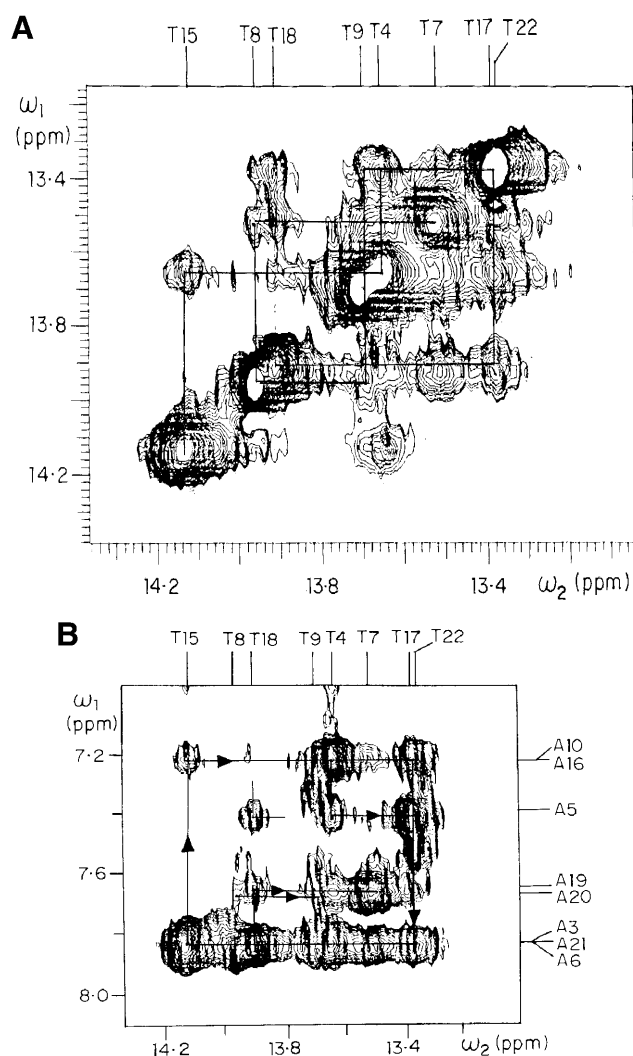 A
T15 T8 T18 T9 T4 T7 T17 T22
ω1
(ppm)
13.4
13.8
14.2
14.2 13.8 13.4 ω2 (ppm)
B
T15 T8 T18 T9 T4 T7 T17 T22
ω1
(ppm)
7.2
7.6
8.0
A10
A16
A5
A19
A20
A3
A21
A6
14.2 13.8 13.4 ω2 (ppm)